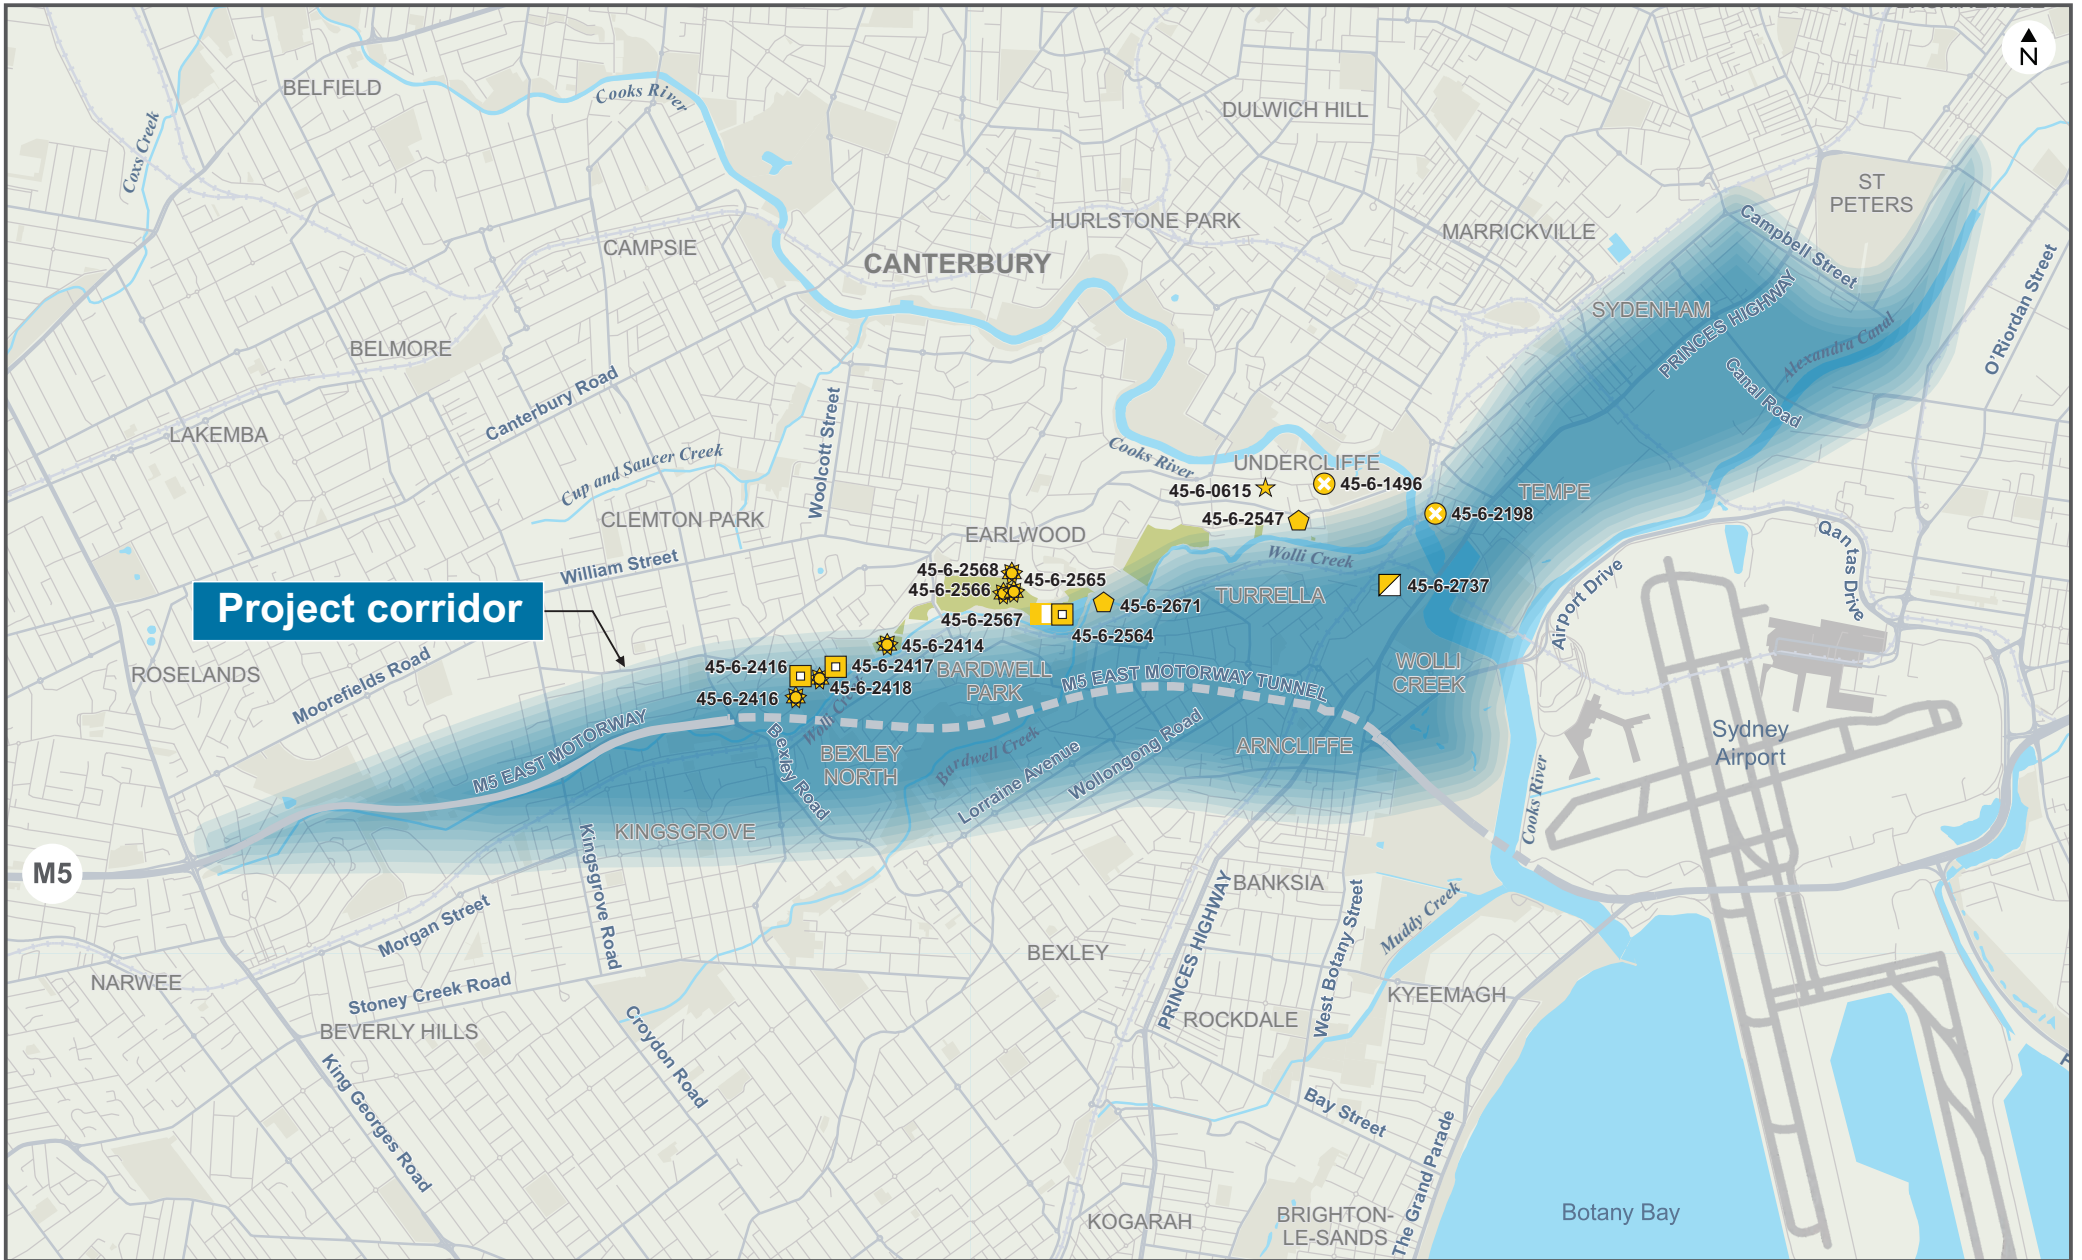 N
BELFIELD
Cooks River
DULWICH HILL
Coxs Creek
ST
PETERS
HURLSTONE PARK
MARRICKVILLE
Campbell Street
CAMPSIE
CANTERBURY
O'Riordan Street
SYDENHAM
PRINCES HIGHWAY
Alexandra Canal
BELMORE
Canterbury Road
Canal Road
LAKEMBA
Woolcott Street
Cooks River
UNDERCLIFFE
Cup and Saucer Creek
45-6-0615
45-6-1496
TEMPE
CLEMTON PARK
45-6-2547
45-6-2198
EARLWOOD
Qantas Drive
William Street
Wolli Creek
45-6-2568
45-6-2565
45-6-2566
45-6-2737
Airport Drive
Project corridor
TURRELLA
45-6-2671
45-6-2567
45-6-2564
45-6-2414
ROSELANDS
Moorefields Road
45-6-2416
45-6-2417
BARDWELL
PARK
WOLLI
CREEK
45-6-2418
45-6-2416
M5 EAST MOTORWAY TUNNEL
Wolli Creek
M5 EAST MOTORWAY
Bexley Road
BEXLEY
NORTH
Bardwell Creek
Lorraine Avenue
Wollongong Road
ARNCLIFFE
Sydney
Airport
Cooks River
KINGSGROVE
M5
Kingsgrove Road
BANKSIA
Morgan Street
PRINCES HIGHWAY
West Botany Street
Muddy Creek
NARWEE
BEXLEY
Stoney Creek Road
KYEEMAGH
BEVERLY HILLS
ROCKDALE
King Georges Road
Croydon Road
Bay Street
The Grand Parade
KOGARAH
BRIGHTON-
LE-SANDS
Botany Bay